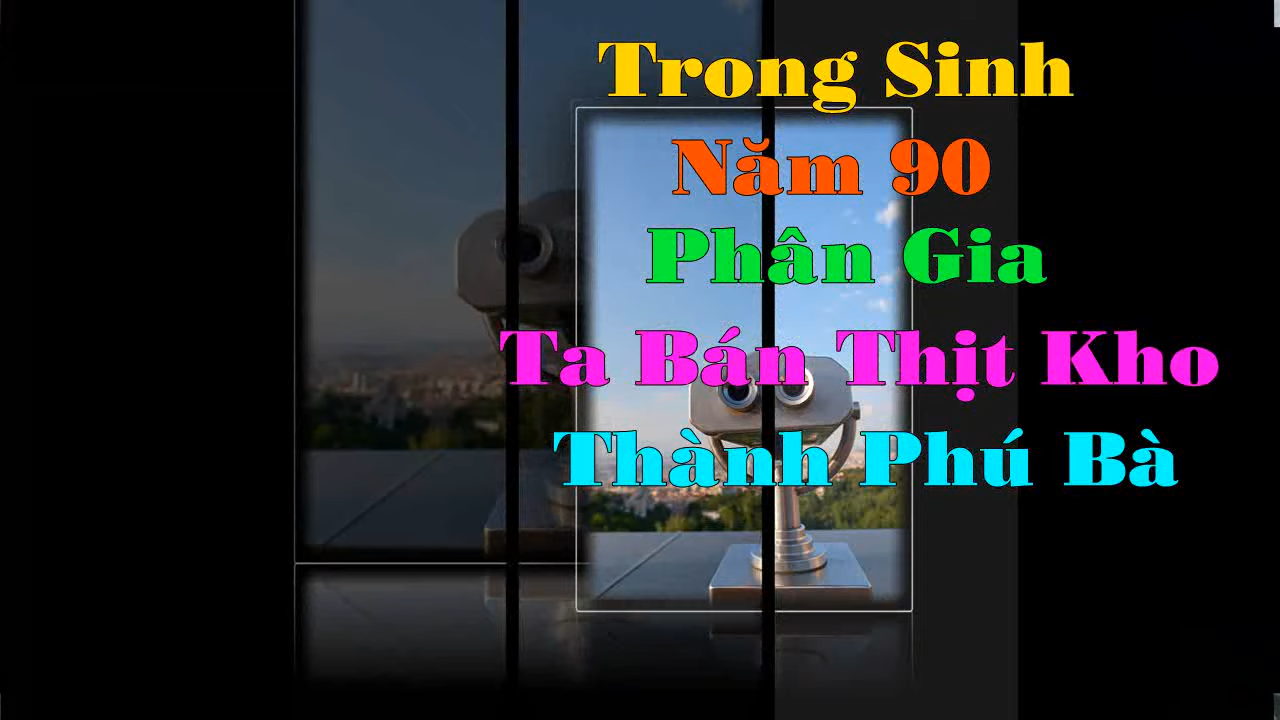 Trong Sinh
Năm 90
Phân Gia
Ta Bán Thịt Kho
Thành Phú Bà